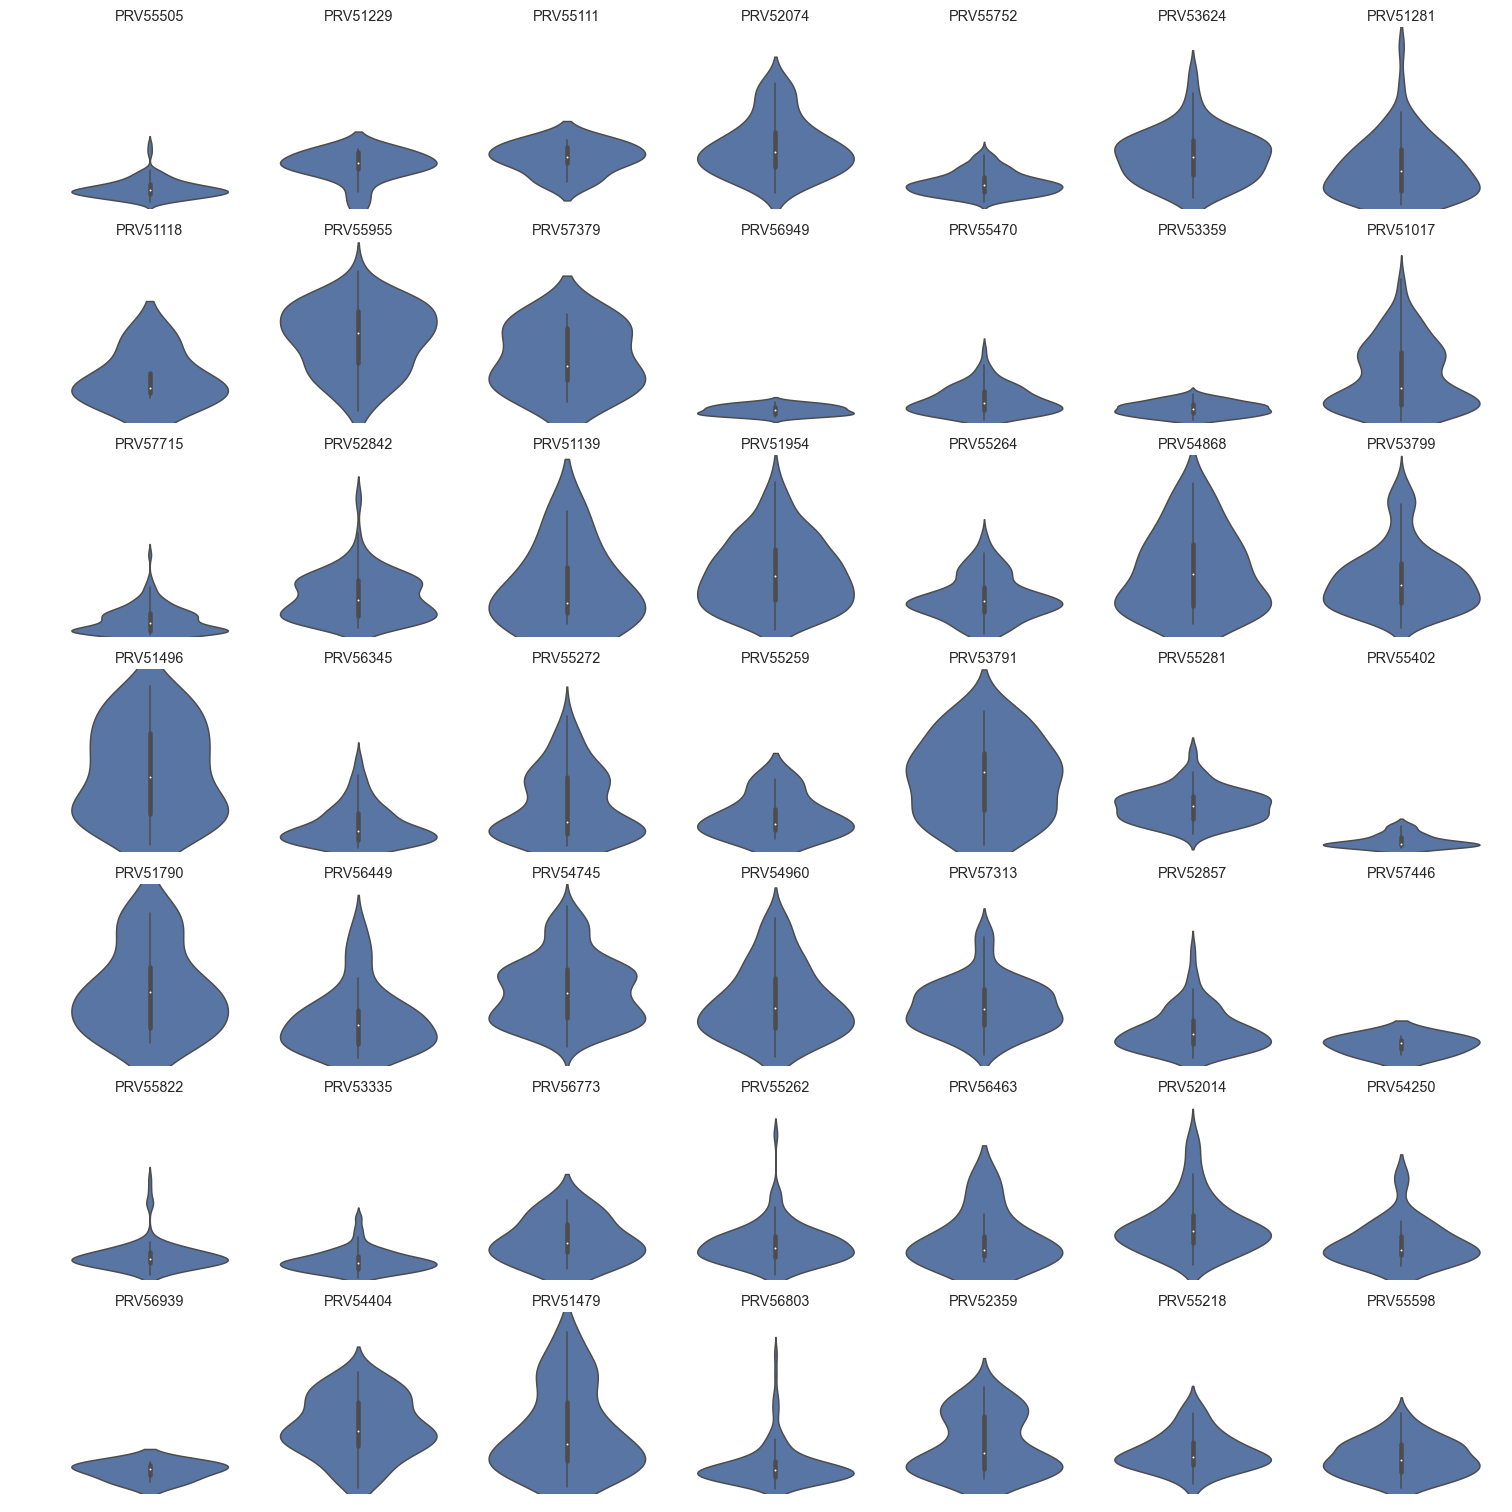 PRV55505 PRV51229 PRV55111 PRV52074 PRV55752 PRV53624 PRV51281
PRV51118 PRV55955 PRV57379 PRV56949 PRV55470 PRV53359 PRV51017
PRV57715 PRV52842 PRV51139 PRV51954 PRV55264 PRV54868 PRV53799
PRV51496 PRV56345 PRV55272 PRV55259 PRV53791 PRV55281 PRV55402
PRV51790 PRV56449 PRV54745 PRV54960 PRV57313 PRV52857 PRV57446
PRV55822 PRV53335 PRV56773 PRV55262 PRV56463 PRV52014 PRV54250
PRV56939 PRV54404 PRV51479 PRV56803 PRV52359 PRV55218 PRV55598